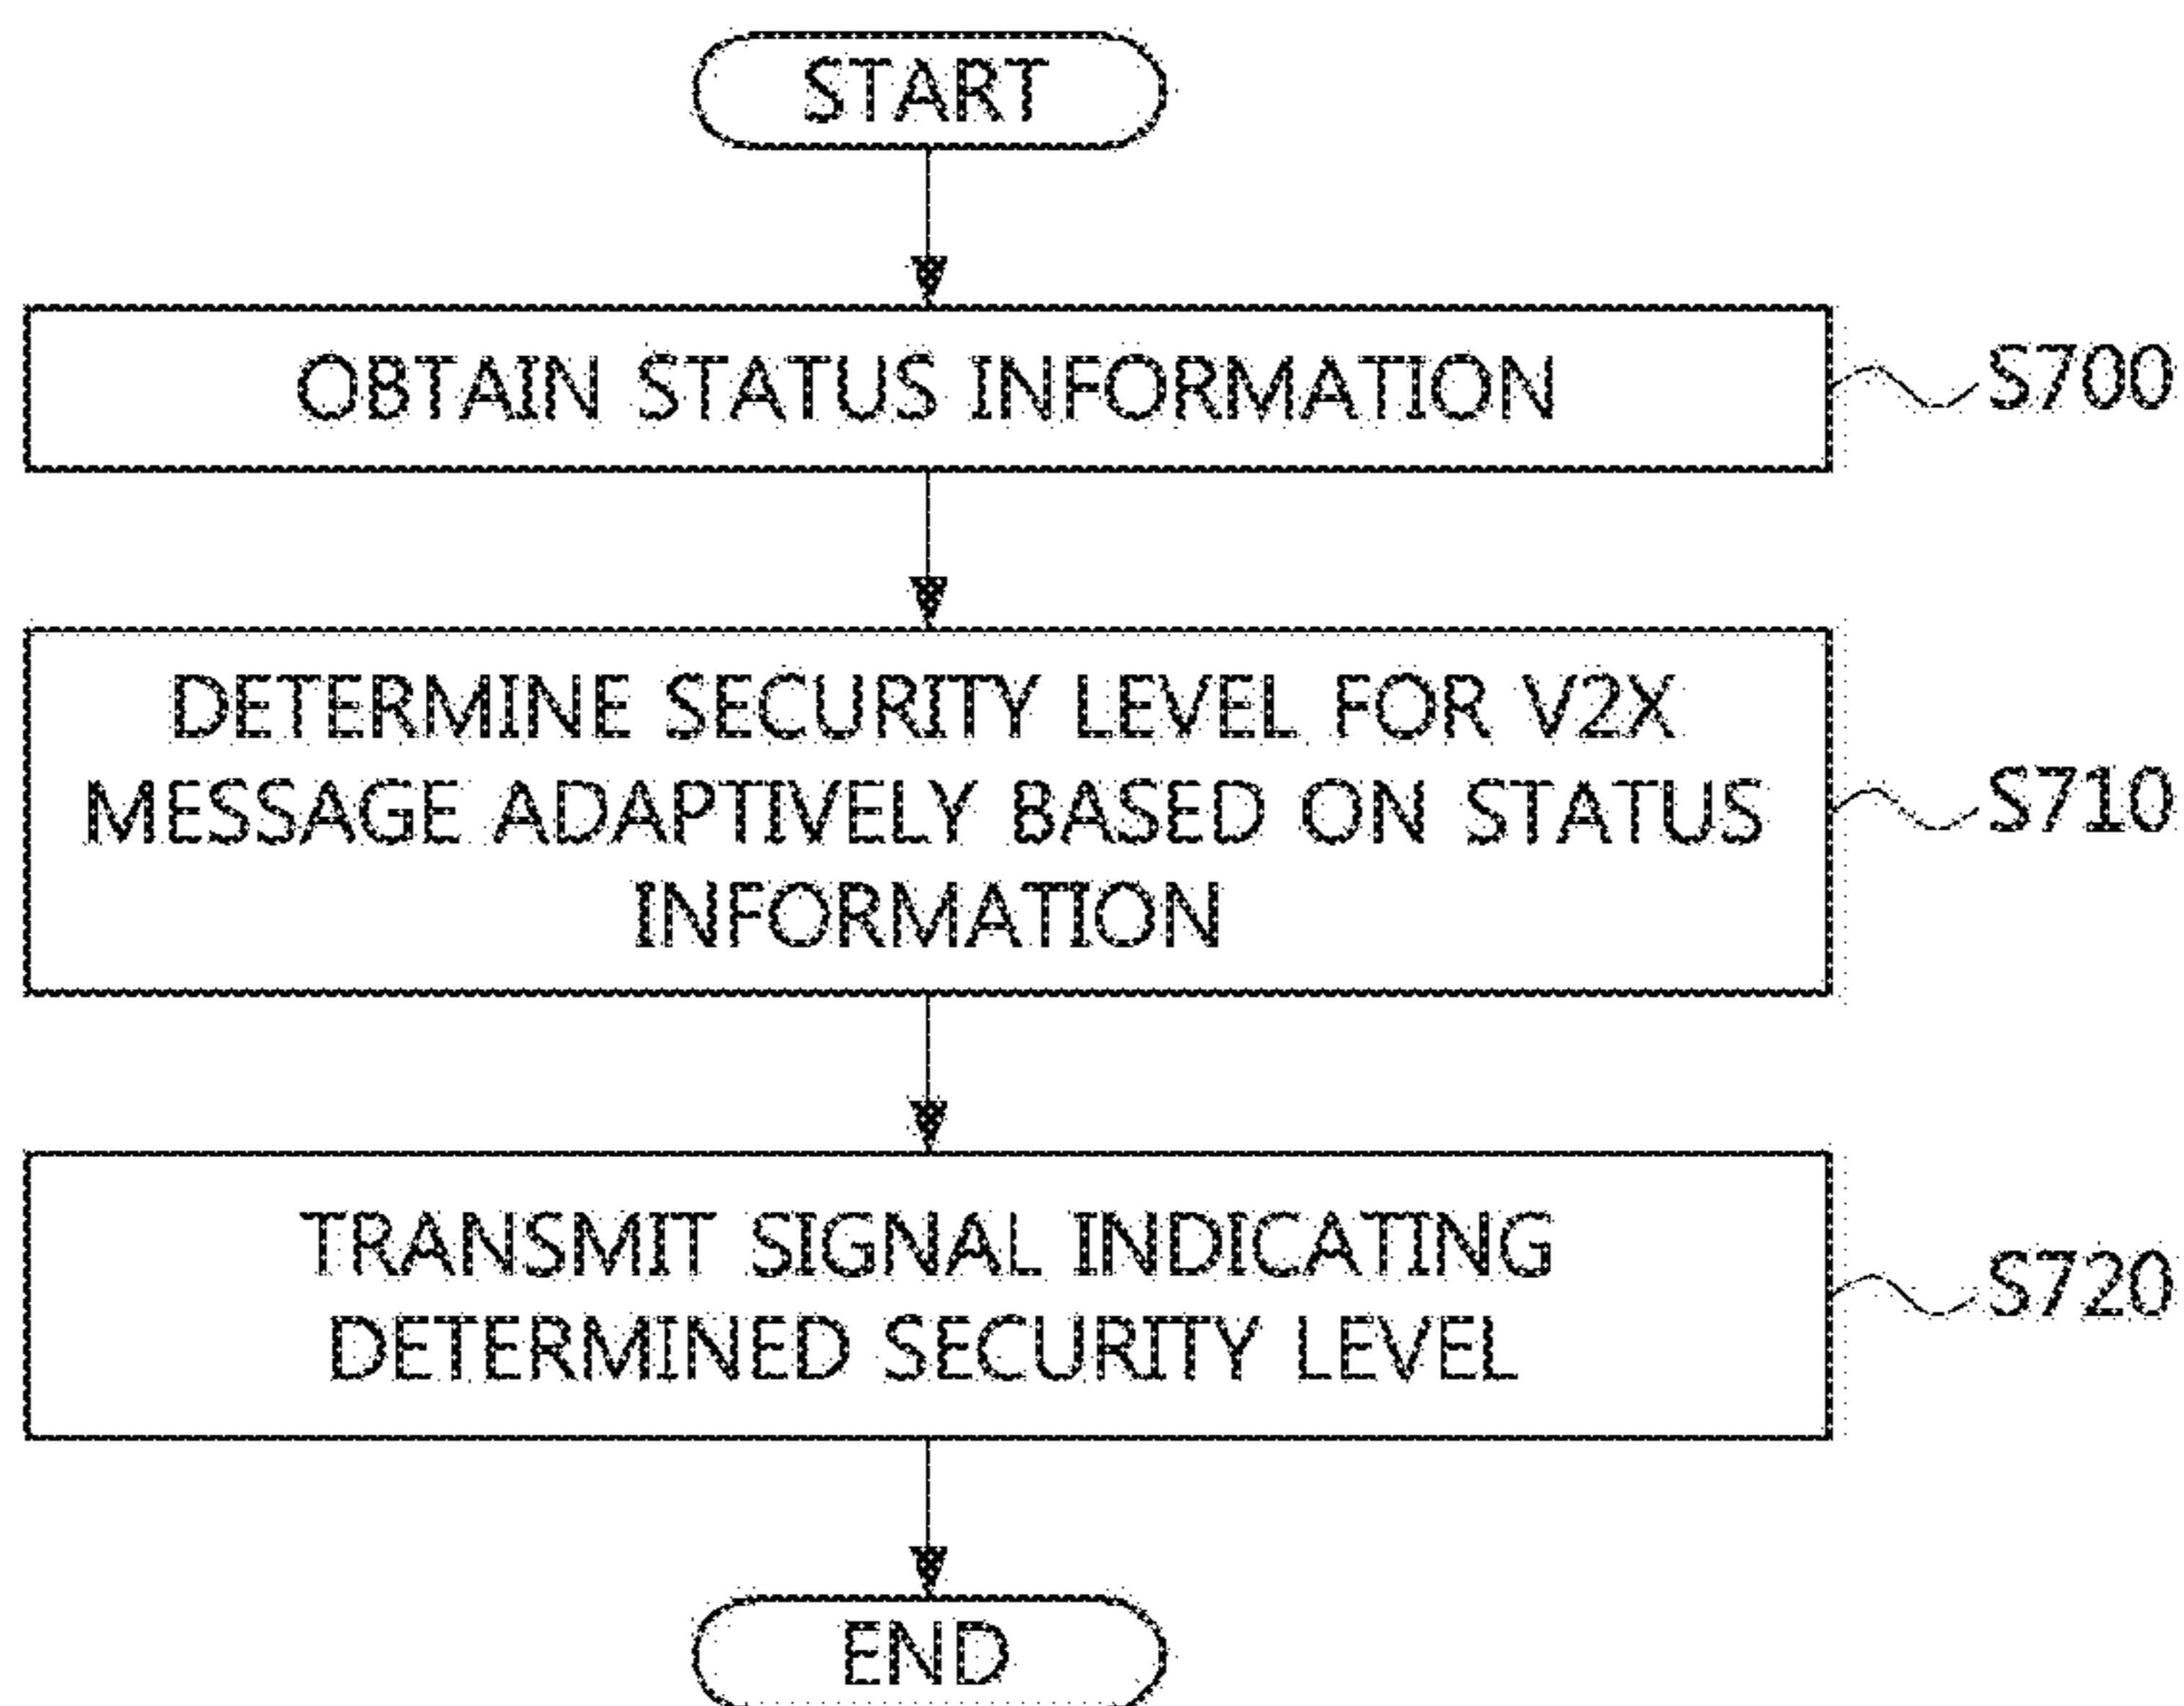 START
OBTAIN STATUS INFORMATION
S700
DETERMINE SECURITY LEVEL FOR V2X
MESSAGE ADAPTIVELY BASED ON STATUS
INFORMATION
S710
TRANSMIT SIGNAL INDICATING
DETERMINED SECURITY LEVEL
S720
END